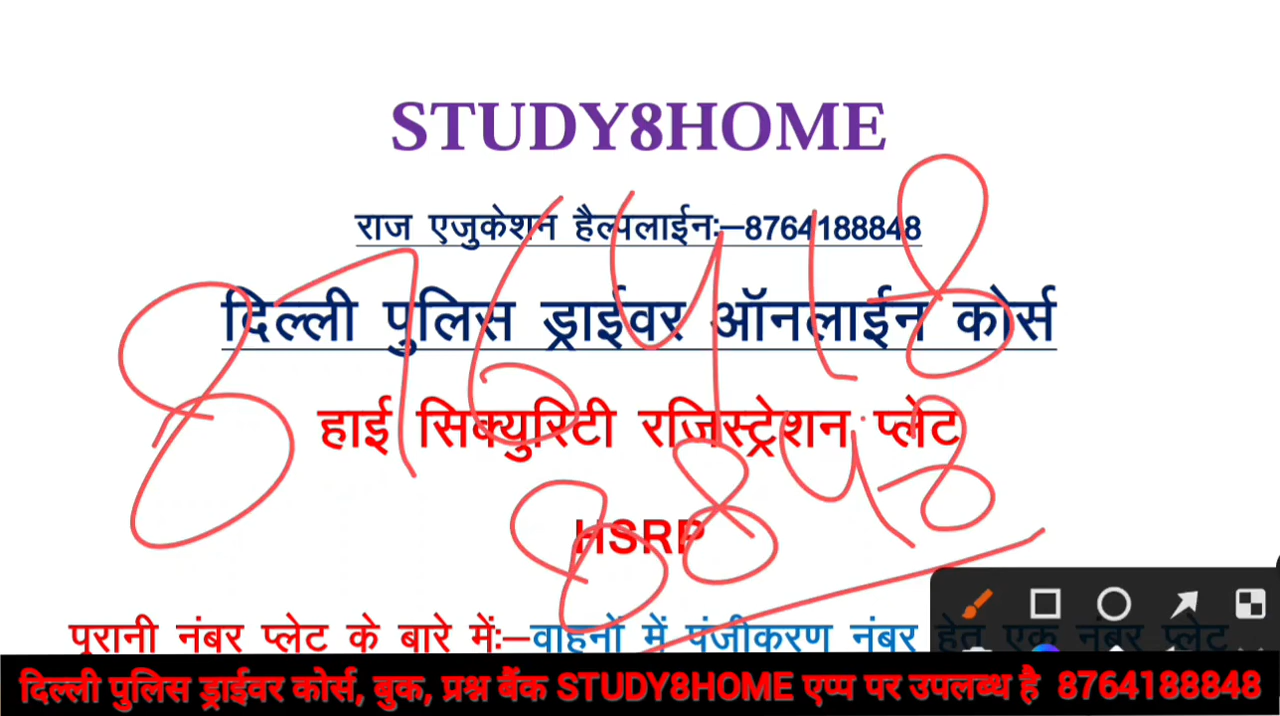 STUDY8HOME
राज एजुकेशन हैल्पलाईनः–8764188848
दिल्ली पुलिस ड्राईवर ऑनलाईन कोर्स
हाई सिक्युरिटी रजिस्ट्रेशन प्लेट
HSRP
8764188848
पुरानी नंबर प्लेट के बारे में:–वाहनों में पंजीकरण नंबर हेतु एक नंबर प्लेट
दिल्ली पुलिस ड्राईवर कोर्स, बुक, प्रश्न बैंक STUDY8HOME एप्प पर उपलब्ध है 8764188848